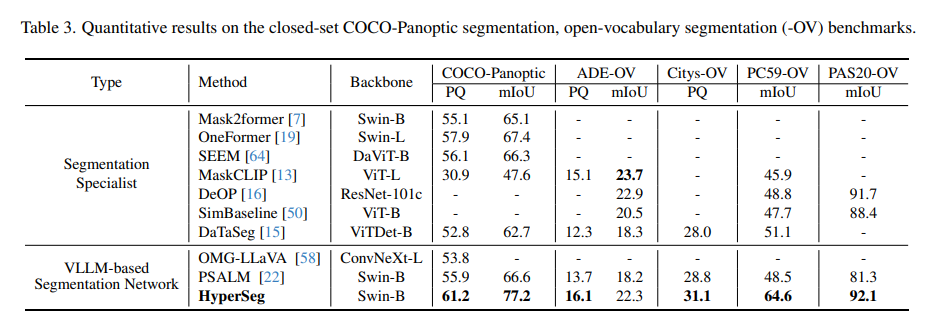 Table 3. Quantitative results on the closed-set COCO-Panoptic segmentation, open-vocabulary segmentation (-OV) benchmarks.
Type Method Backbone COCO-Panoptic ADE-OV Citys-OV PC59-OV PAS20-OV
PQ mIoU PQ mIoU PQ mIoU mIoU
Segmentation Specialist
Mask2former [7] Swin-B 55.1 65.1 - - - - -
OneFormer [19] Swin-L 57.9 67.4 - - - - -
SEEM [64] DaViT-B 56.1 66.3 - - - - -
MaskCLIP [13] ViT-L 30.9 47.6 15.1 23.7 - 45.9 -
DeOP [16] ResNet-101c - - - 22.9 - 48.8 91.7
SimBaseline [50] ViT-B - - - 20.5 - 47.7 88.4
DaTaSeg [15] ViTDet-B 52.8 62.7 12.3 18.3 28.0 51.1 -
VLLM-based Segmentation Network
OMG-LLaVA [58] ConvNeXt-L 53.8 - - - - - -
PSALM [22] Swin-B 55.9 66.6 13.7 18.2 28.8 48.5 81.3
HyperSeg Swin-B 61.2 77.2 16.1 22.3 31.1 64.6 92.1